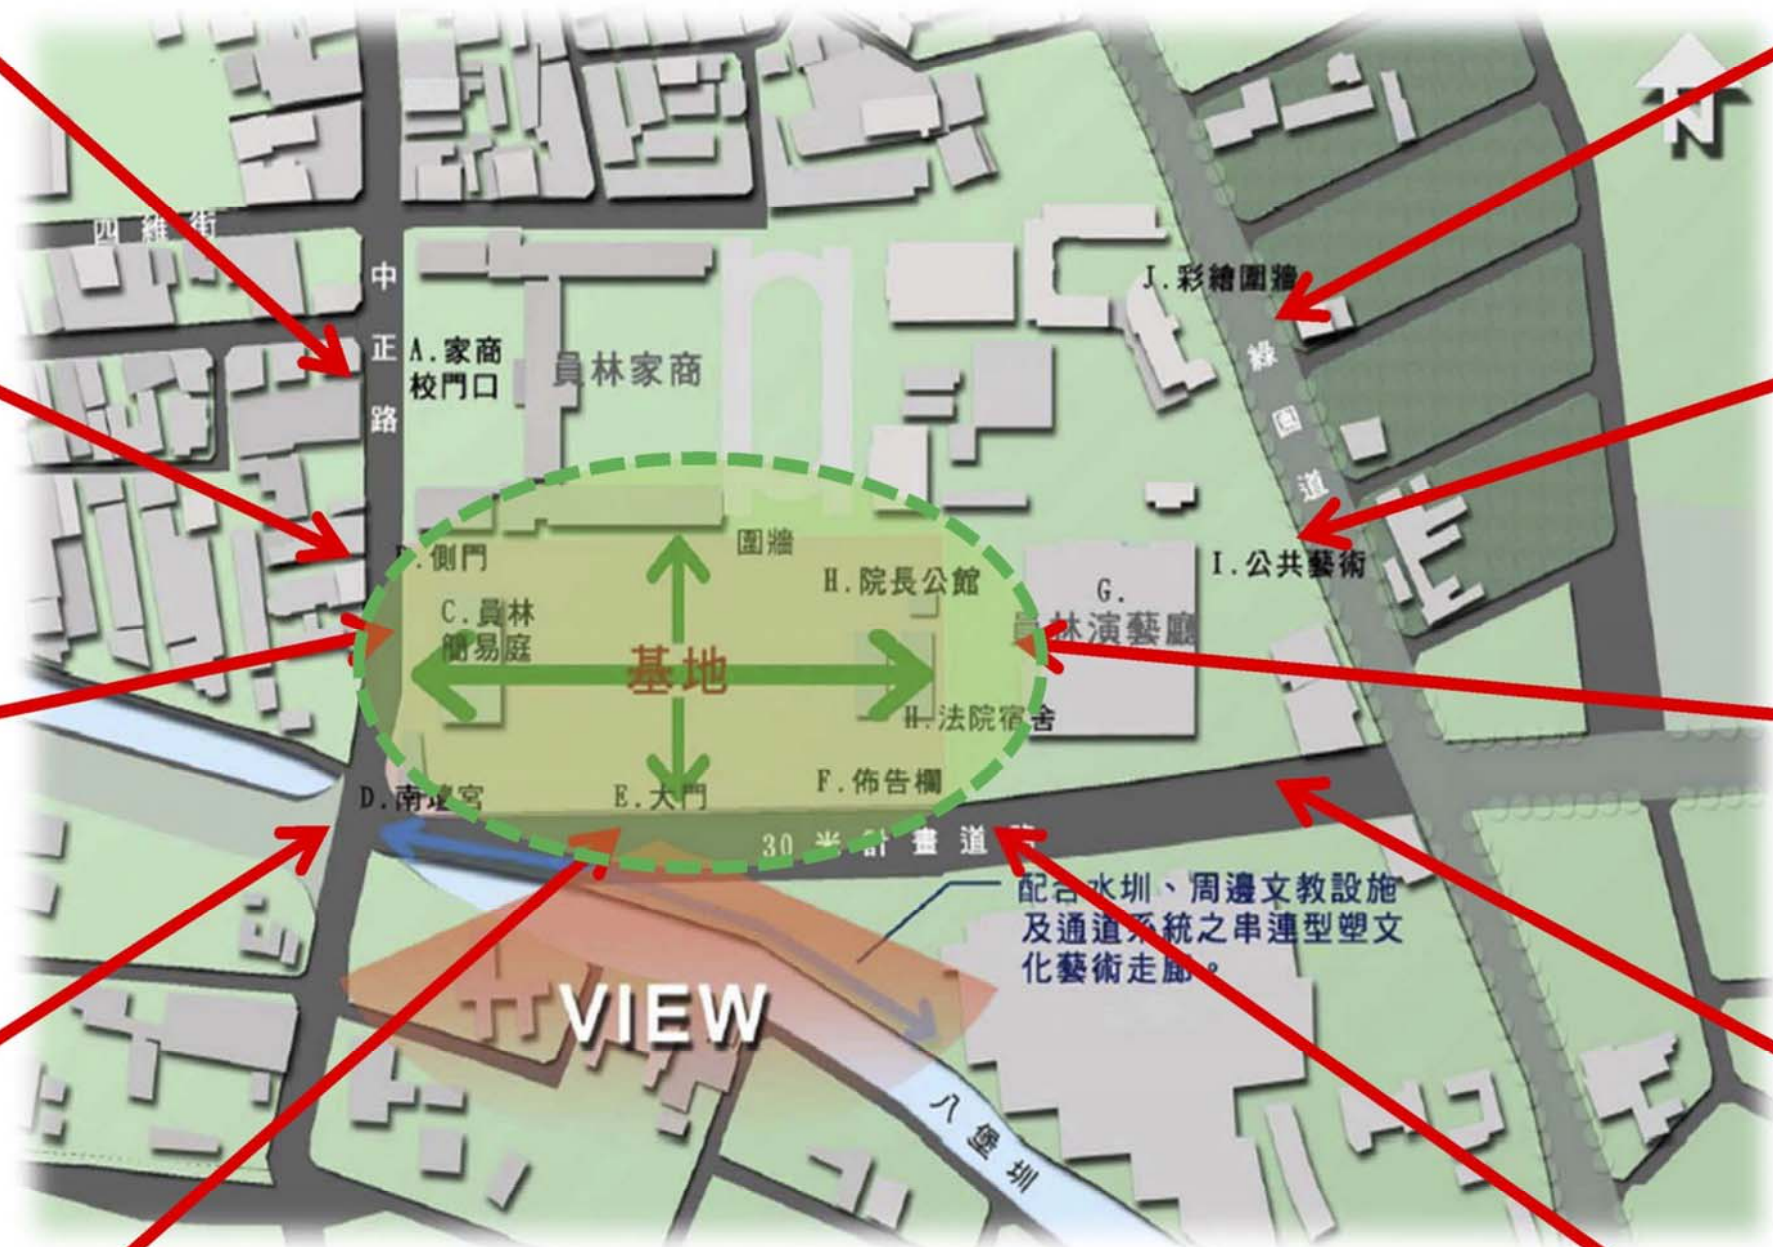 N
四維街
中正路
J.彩繪圍牆
A.家商
校門口
員林家商
綠園道
圍牆
側門
H.院長公館
I.公共藝術
G.
員林演藝廳
C.員林
簡易庭
基地
H.法院宿舍
D.南壇宮
E.大門
F.佈告欄
30米計畫道路
配合水圳、周邊文教設施
及通道系統之串連型塑文
化藝術走廊。
VIEW
八堡圳